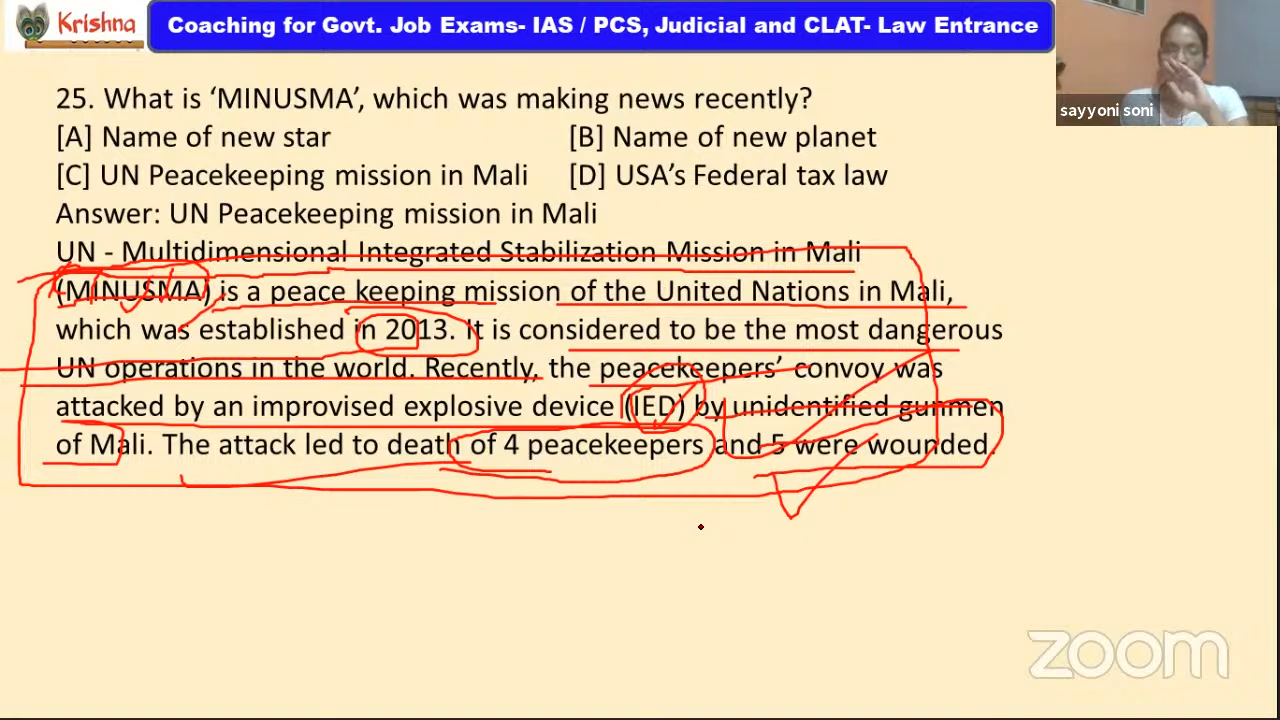 Krishna
Coaching for Govt. Job Exams- IAS / PCS, Judicial and CLAT- Law Entrance
sayyoni soni
25. What is ‘MINUSMA’, which was making news recently?
[A] Name of new star [B] Name of new planet
[C] UN Peacekeeping mission in Mali [D] USA’s Federal tax law
Answer: UN Peacekeeping mission in Mali
UN - Multidimensional Integrated Stabilization Mission in Mali
(MINUSMA) is a peace keeping mission of the United Nations in Mali,
which was established in 2013. It is considered to be the most dangerous
UN operations in the world. Recently, the peacekeepers’ convoy was
attacked by an improvised explosive device (IED) by unidentified gunmen
of Mali. The attack led to death of 4 peacekeepers and 5 were wounded.
zoom